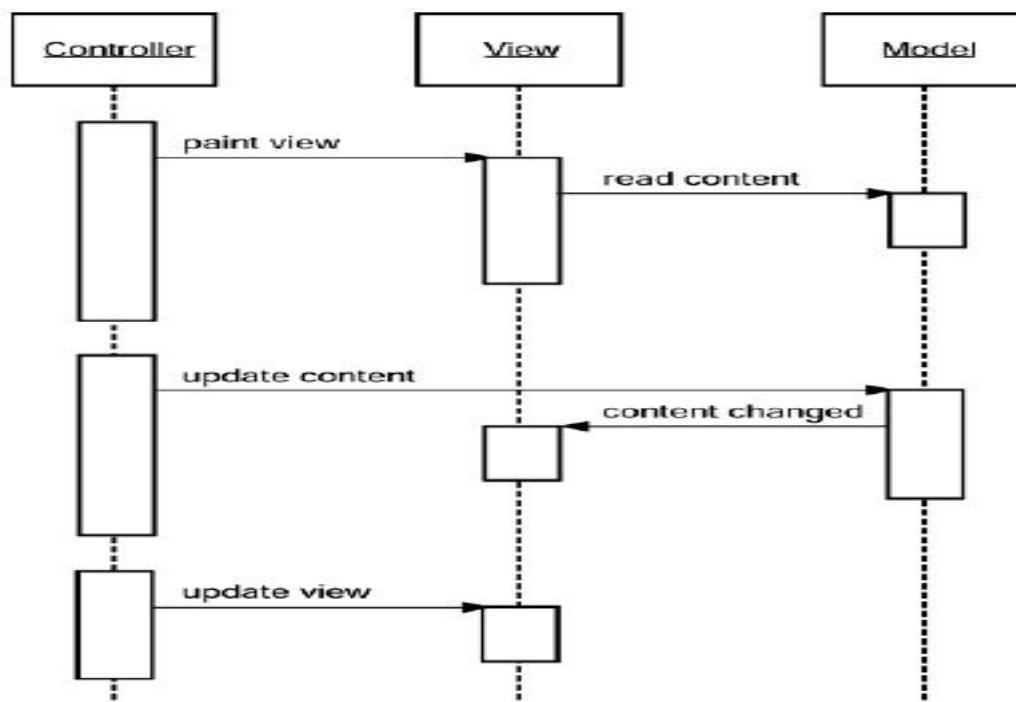 Controller
View
Model
paint view
read content
update content
content changed
update view